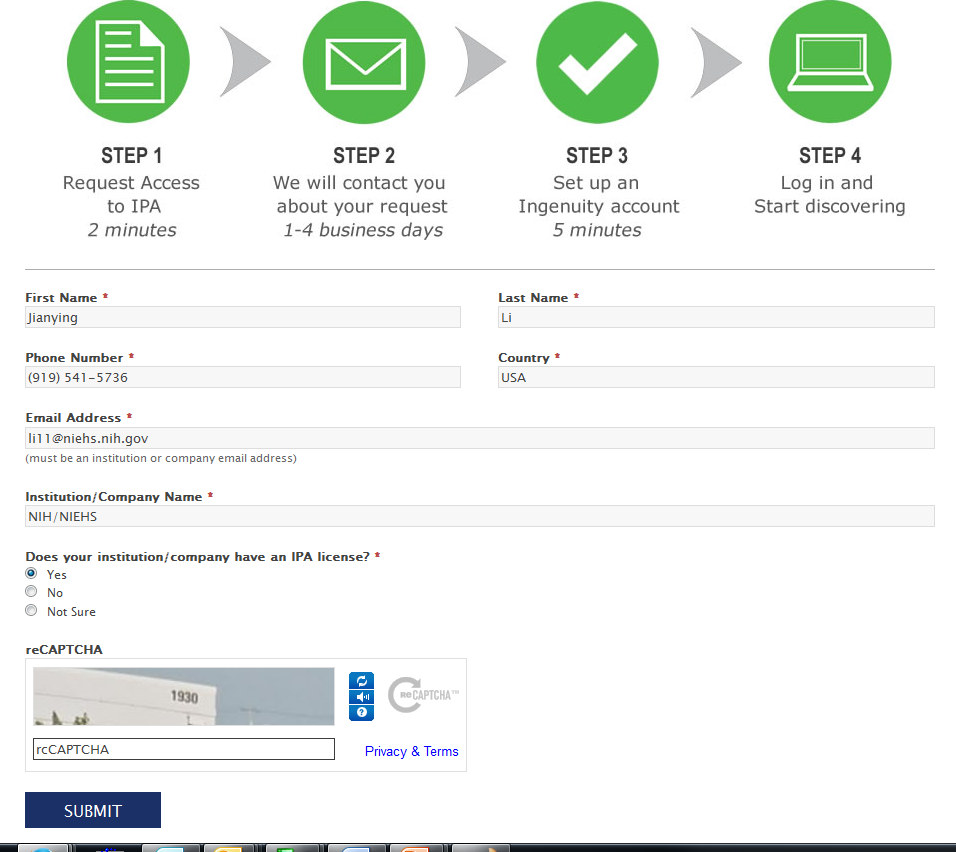 STEP 1
Request Access
to IPA
2 minutes
STEP 2
We will contact you
about your request
1-4 business days
STEP 3
Set up an
Ingenuity account
5 minutes
STEP 4
Log in and
Start discovering
First Name *
Jianying
Last Name *
Li
Phone Number *
(919) 541-5736
Country *
USA
Email Address *
li11@niehs.nih.gov
(must be an institution or company email address)
Institution/Company Name *
NIH/NIEHS
Does your institution/company have an IPA license? *
Yes
No
Not Sure
reCAPTCHA
1930
?
reCAPTCHA™
rcCAPTCHA
Privacy & Terms
SUBMIT